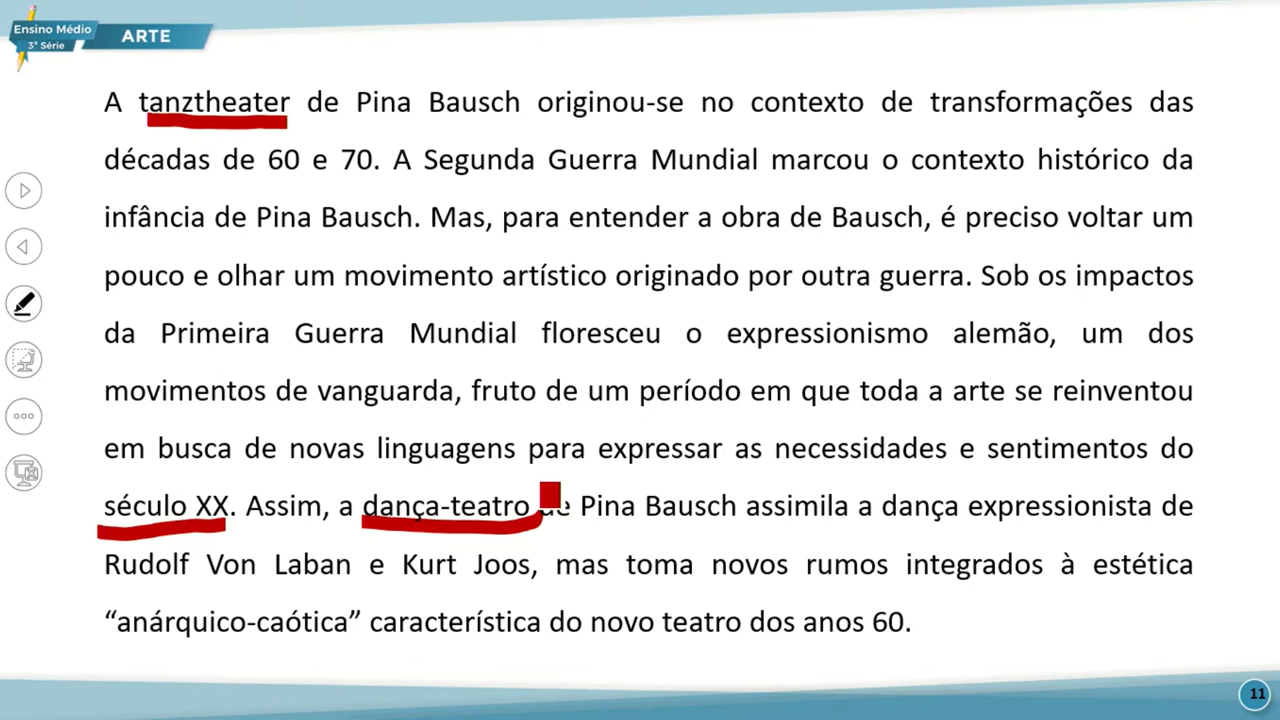 Ensino Médio
3ª Série
ARTE
A tanztheater de Pina Bausch originou-se no contexto de transformações das
décadas de 60 e 70. A Segunda Guerra Mundial marcou o contexto histórico da
infância de Pina Bausch. Mas, para entender a obra de Bausch, é preciso voltar um
pouco e olhar um movimento artístico originado por outra guerra. Sob os impactos
da Primeira Guerra Mundial floresceu o expressionismo alemão, um dos
movimentos de vanguarda, fruto de um período em que toda a arte se reinventou
em busca de novas linguagens para expressar as necessidades e sentimentos do
século XX. Assim, a dança-teatro de Pina Bausch assimila a dança expressionista de
Rudolf Von Laban e Kurt Joos, mas toma novos rumos integrados à estética
“anárquico-caótica” característica do novo teatro dos anos 60.
11